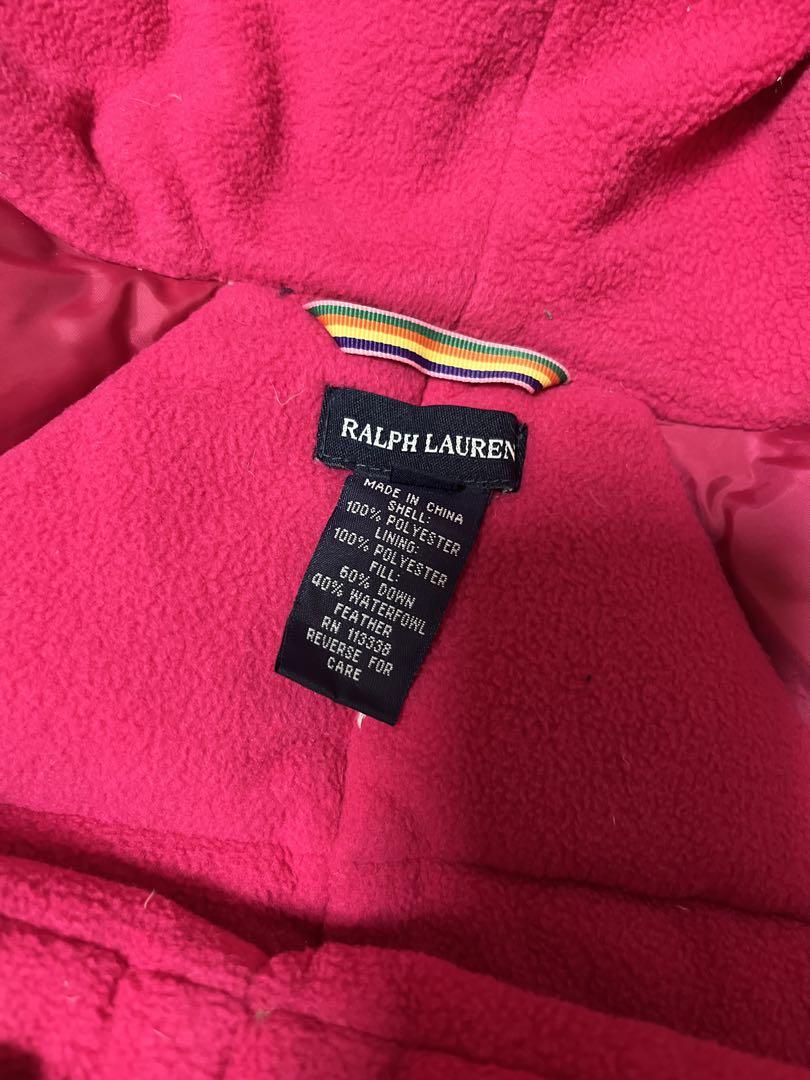 RALPH LAUREN
MADE IN CHINA
SHELL:
100% POLYESTER
LINING:
100% POLYESTER
FILL:
60% DOWN
40% WATERFOWL
FEATHER
RN 113338
REVERSE FOR
CARE